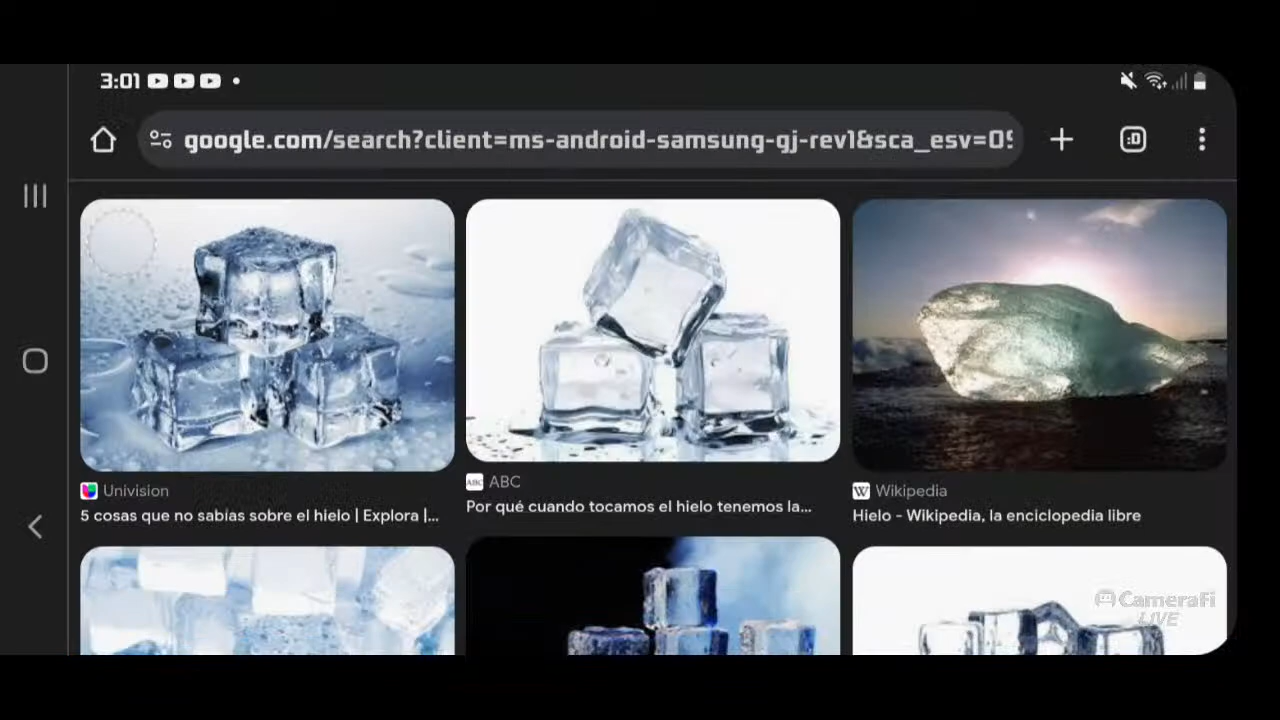 3:01
google.com/search?client=ms-android-samsung-gj-rev1&sca_esv=09
:D
Univision
5 cosas que no sabías sobre el hielo | Explora |...
ABC
ABC
Por qué cuando tocamos el hielo tenemos la...
W Wikipedia
Hielo - Wikipedia, la enciclopedia libre
CameraFi
LIVE